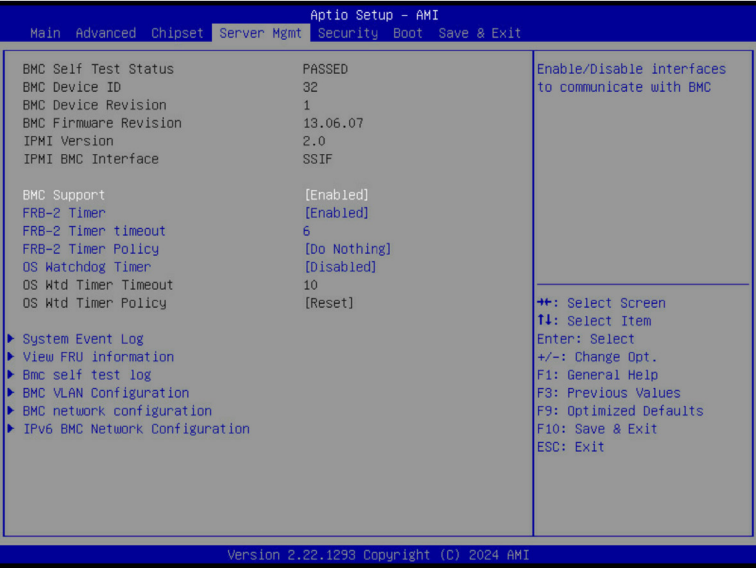 Aptio Setup – AMI
Main Advanced Chipset Server Mgmt Security Boot Save & Exit
BMC Self Test Status PASSED
BMC Device ID 32
BMC Device Revision 1
BMC Firmware Revision 13.06.07
IPMI Version 2.0
IPMI BMC Interface SSIF
BMC Support [Enabled]
FRB-2 Timer [Enabled]
FRB-2 Timer timeout 6
FRB-2 Timer Policy [Do Nothing]
OS Watchdog Timer [Disabled]
OS Wtd Timer Timeout 10
OS Wtd Timer Policy [Reset]
System Event Log
View FRU information
Bmc self test log
BMC VLAN Configuration
BMC network configuration
IPv6 BMC Network Configuration
Enable/Disable interfaces
to communicate with BMC
→←: Select Screen
↑↓: Select Item
Enter: Select
+/-: Change Opt.
F1: General Help
F3: Previous Values
F9: Optimized Defaults
F10: Save & Exit
ESC: Exit
Version 2.22.1293 Copyright (C) 2024 AMI